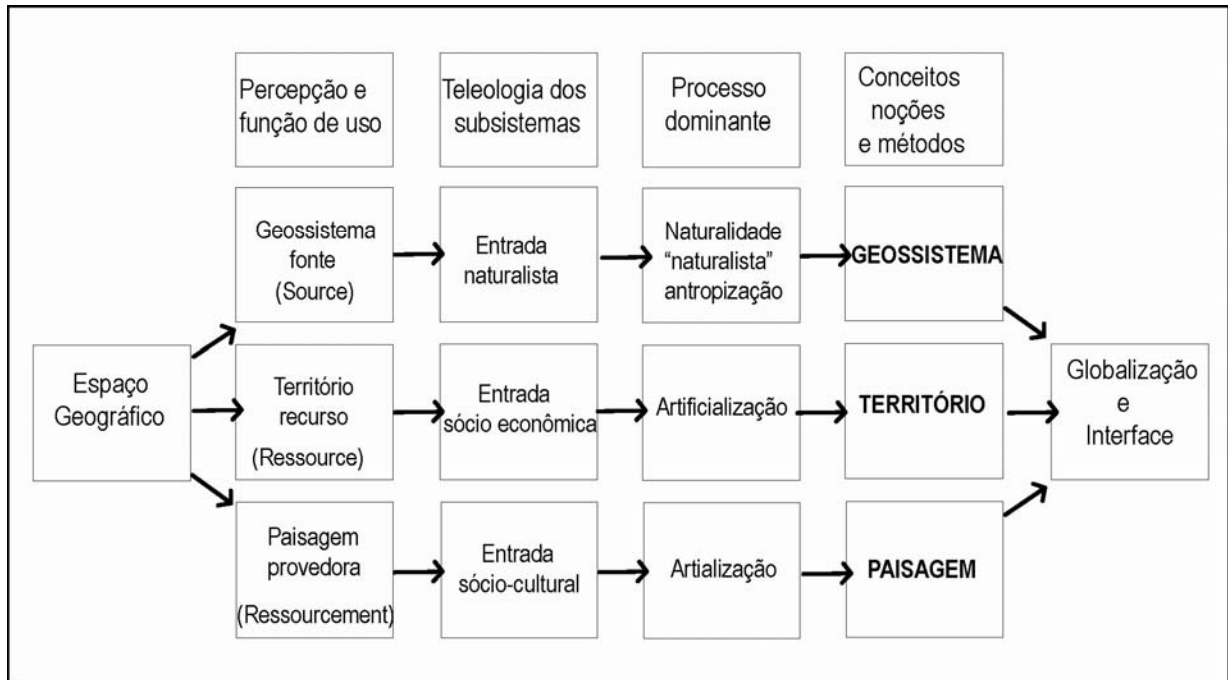 Percepção e
função de uso
Teleologia dos
subsistemas
Processo
dominante
Conceitos
noções
e métodos
Geossistema
fonte
(Source)
Entrada
naturalista
Naturalidade
“naturalista”
antropização
GEOSSISTEMA
Espaço
Geográfico
Território
recurso
(Ressource)
Entrada
sócio econômica
Artificialização
TERRITÓRIO
Globalização
e
Interface
Paisagem
provedora
(Ressourcement)
Entrada
sócio-cultural
Artialização
PAISAGEM